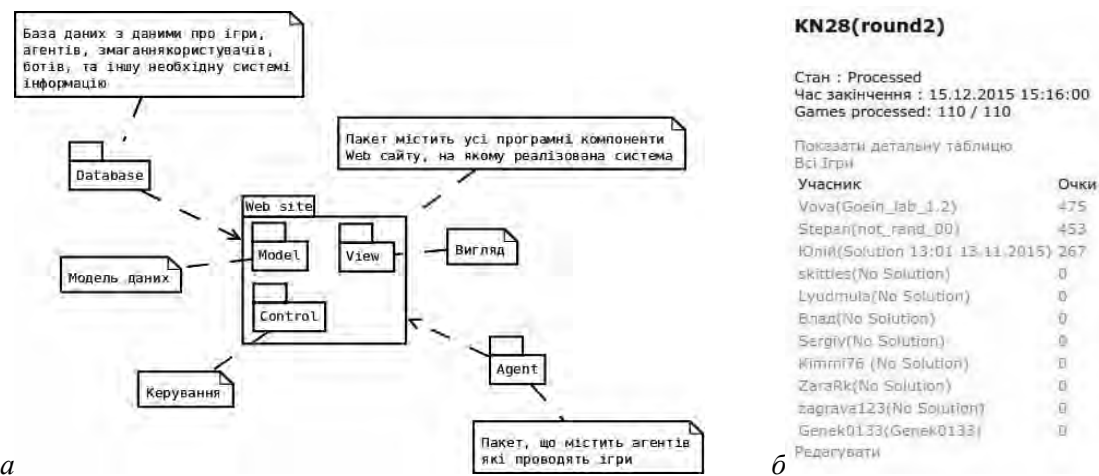 База даних з даними про ігри,
агентів, змаганнякористувачів,
ботів, та іншу необхідну системі
інформацію
Пакет містить усі програмні компоненти
Web сайту, на якому реалізована система
Database
Web site
Model
View
Вигляд
Модель даних
Control
Agent
Керування
Пакет, що містить агентів
які проводять ігри
а
KN28(round2)
Стан : Processed
Час закінчення : 15.12.2015 15:16:00
Games processed: 110 / 110
Показати детальну таблицю
Всі Ігри
Учасник Очки
Vova(Goein_lab_1.2) 475
Stepan(not_rand_00) 453
Юлій(Solution 13:01 13.11.2015) 267
skittles(No Solution) 0
Lyudmula(No Solution) 0
Влад(No Solution) 0
Sergiy(No Solution) 0
Kimmi76 (No Solution) 0
ZaraRk(No Solution) 0
zagrava123(No Solution) 0
Genek0133(Genek0133) 0
Редагувати
б